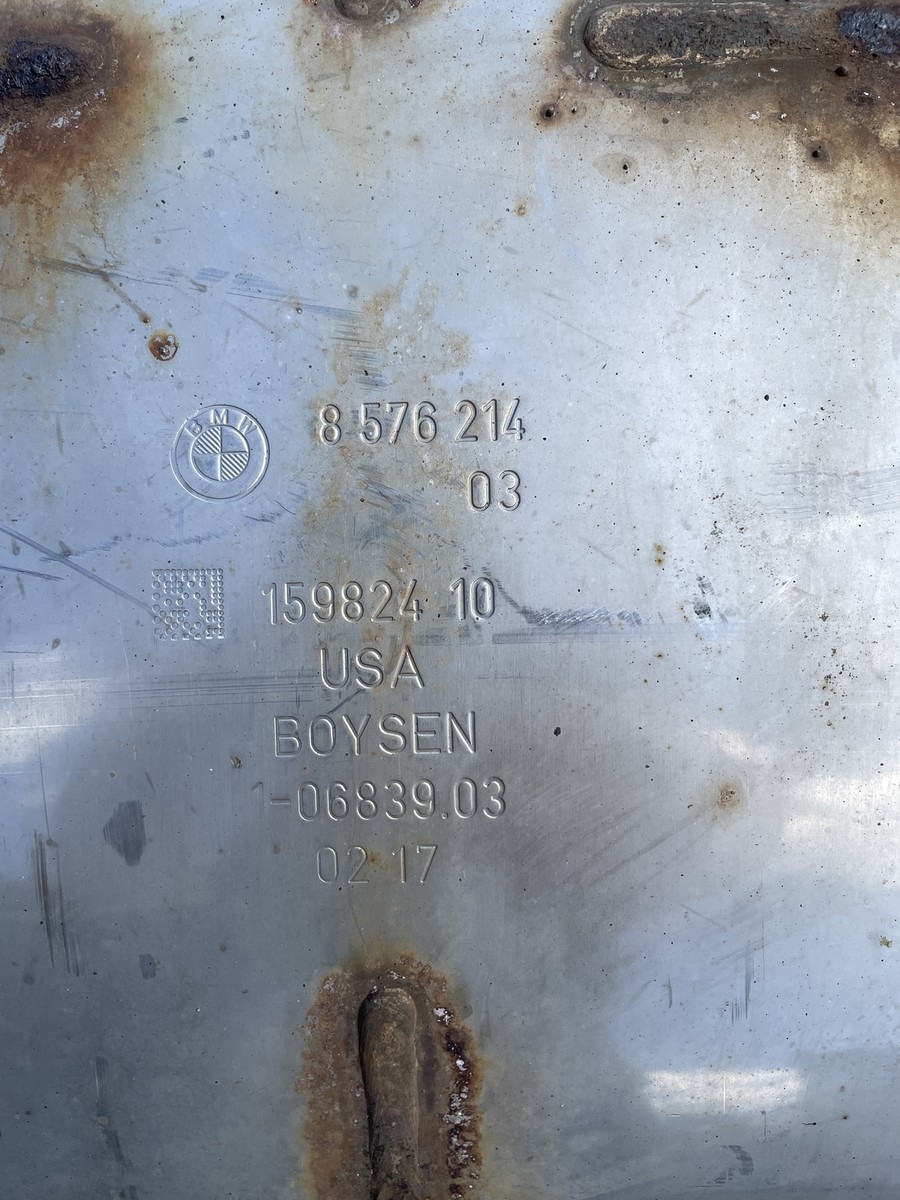 BMW
8 576 214
03
159824 10
USA
BOYSEN
1-06839.03
02 17